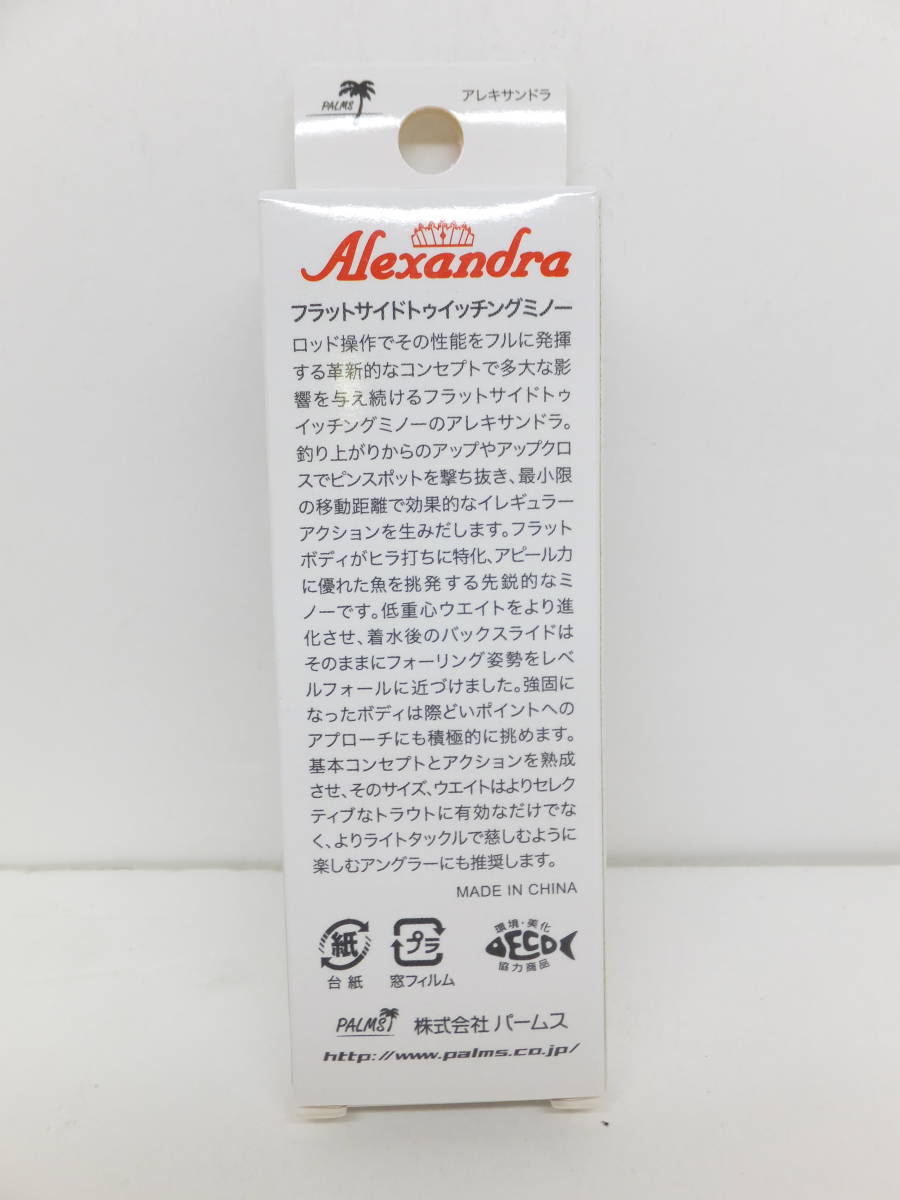 PALMS
アレキサンドラ
Alexandra
フラットサイドトゥイッチングミノー
ロッド操作でその性能をフルに発揮
する革新的なコンセプトで多大な影
響を与え続けるフラットサイドトゥ
イッチングミノーのアレキサンドラ。
釣り上がりからのアップやアップクロ
スでピンスポットを撃ち抜き、最小限
の移動距離で効果的なイレギュラー
アクションを生みだします。フラット
ボディがヒラ打ちに特化、アピール力
に優れた魚を挑発する先鋭的なミ
ノーです。低重心ウエイトをより進
化させ、着水後のバックスライドは
そのままにフォーリング姿勢をレベ
ルフォールに近づけました。強固に
なったボディは際どいポイントへの
アプローチにも積極的に挑めます。
基本コンセプトとアクションを熟成
させ、そのサイズ、ウエイトはよりセレク
ティブなトラウトに有効なだけでな
く、よりライトタックルで慈しむように
楽しむアングラーにも推奨します。
MADE IN CHINA
紙
台紙
プラ
窓フィルム
環境・美化
ECO
協力商品
PALMS
株式会社 パームス
http://www.palms.co.jp/